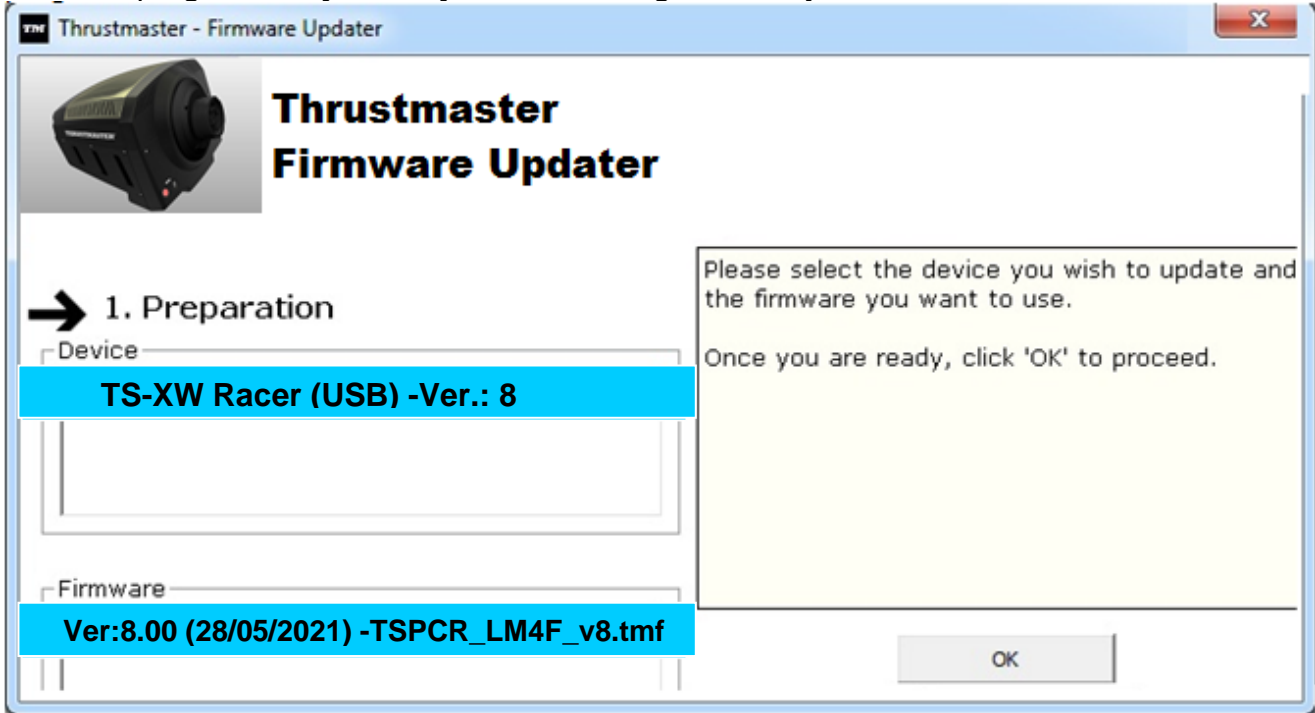 Thrustmaster - Firmware Updater
Thrustmaster
Firmware Updater
1. Preparation
Device
TS-XW Racer (USB) -Ver.: 8
Firmware
Ver:8.00 (28/05/2021) -TSPCR_LM4F_v8.tmf
Please select the device you wish to update and
the firmware you want to use.
Once you are ready, click 'OK' to proceed.
OK